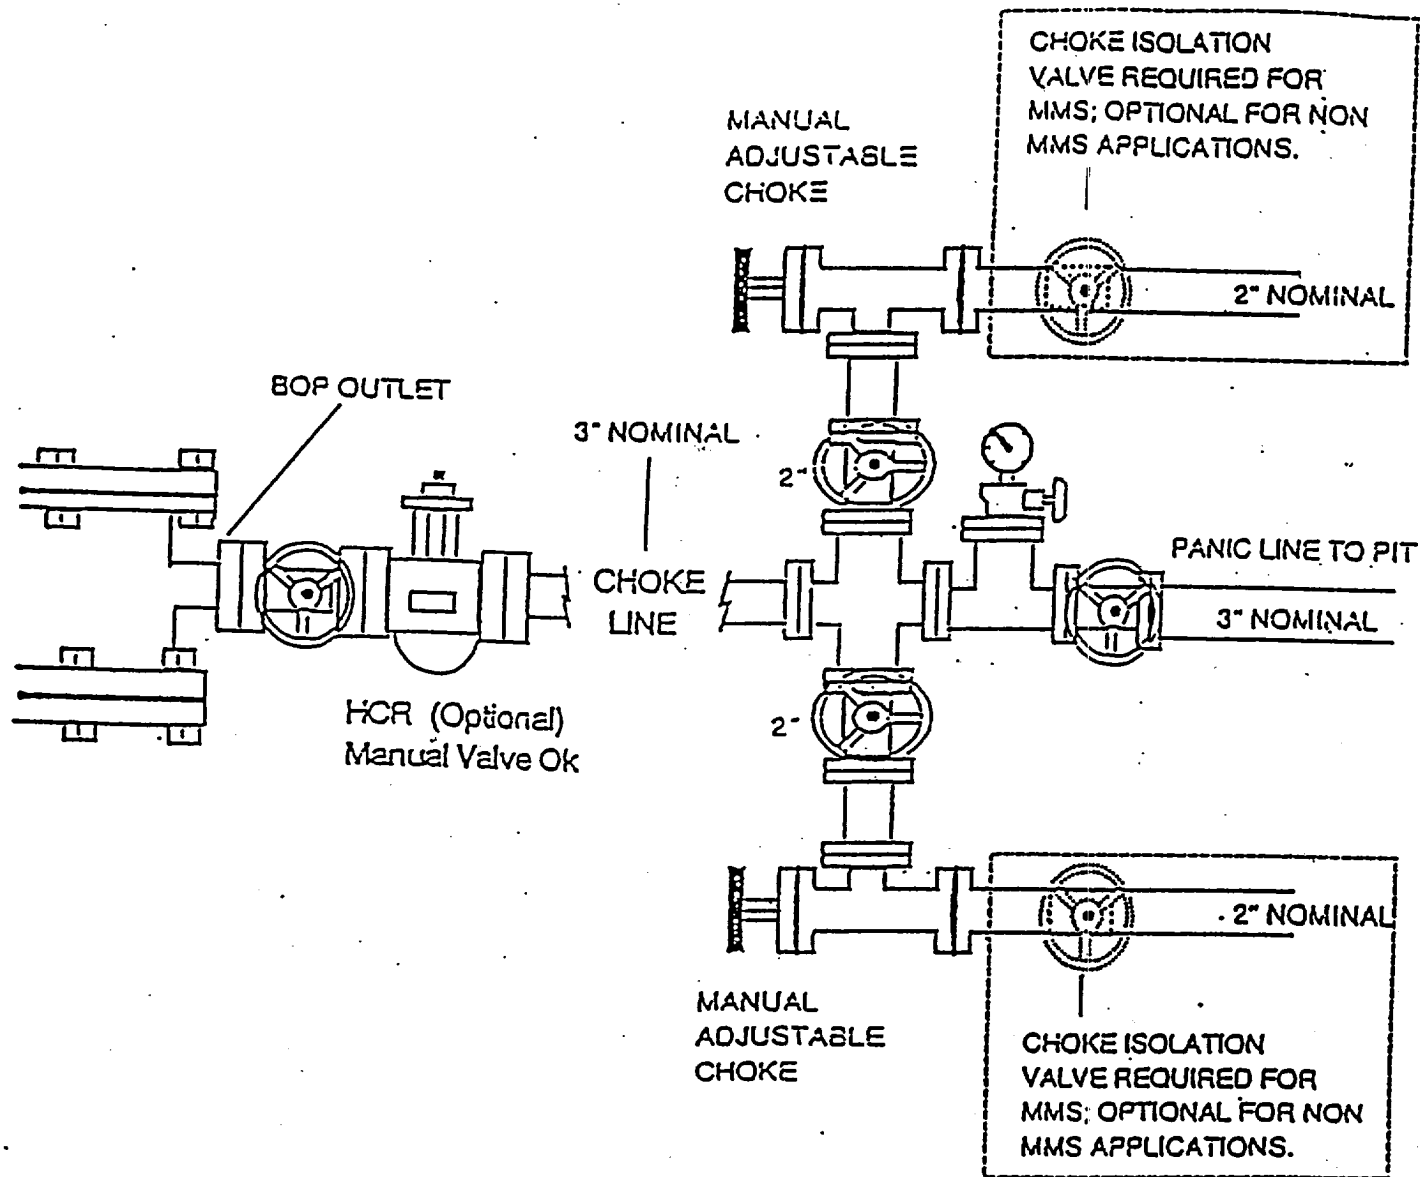 CHOKE ISOLATION
VALVE REQUIRED FOR
MMS; OPTIONAL FOR NON
MMS APPLICATIONS.
MANUAL
ADJUSTABLE
CHOKE
2" NOMINAL
BOP OUTLET
3" NOMINAL
2"
PANIC LINE TO PIT
CHOKE
LINE
3" NOMINAL
HCR (Optional)
Manual Valve Ok
2"
2" NOMINAL
MANUAL
ADJUSTABLE
CHOKE
CHOKE ISOLATION
VALVE REQUIRED FOR
MMS; OPTIONAL FOR NON
MMS APPLICATIONS.